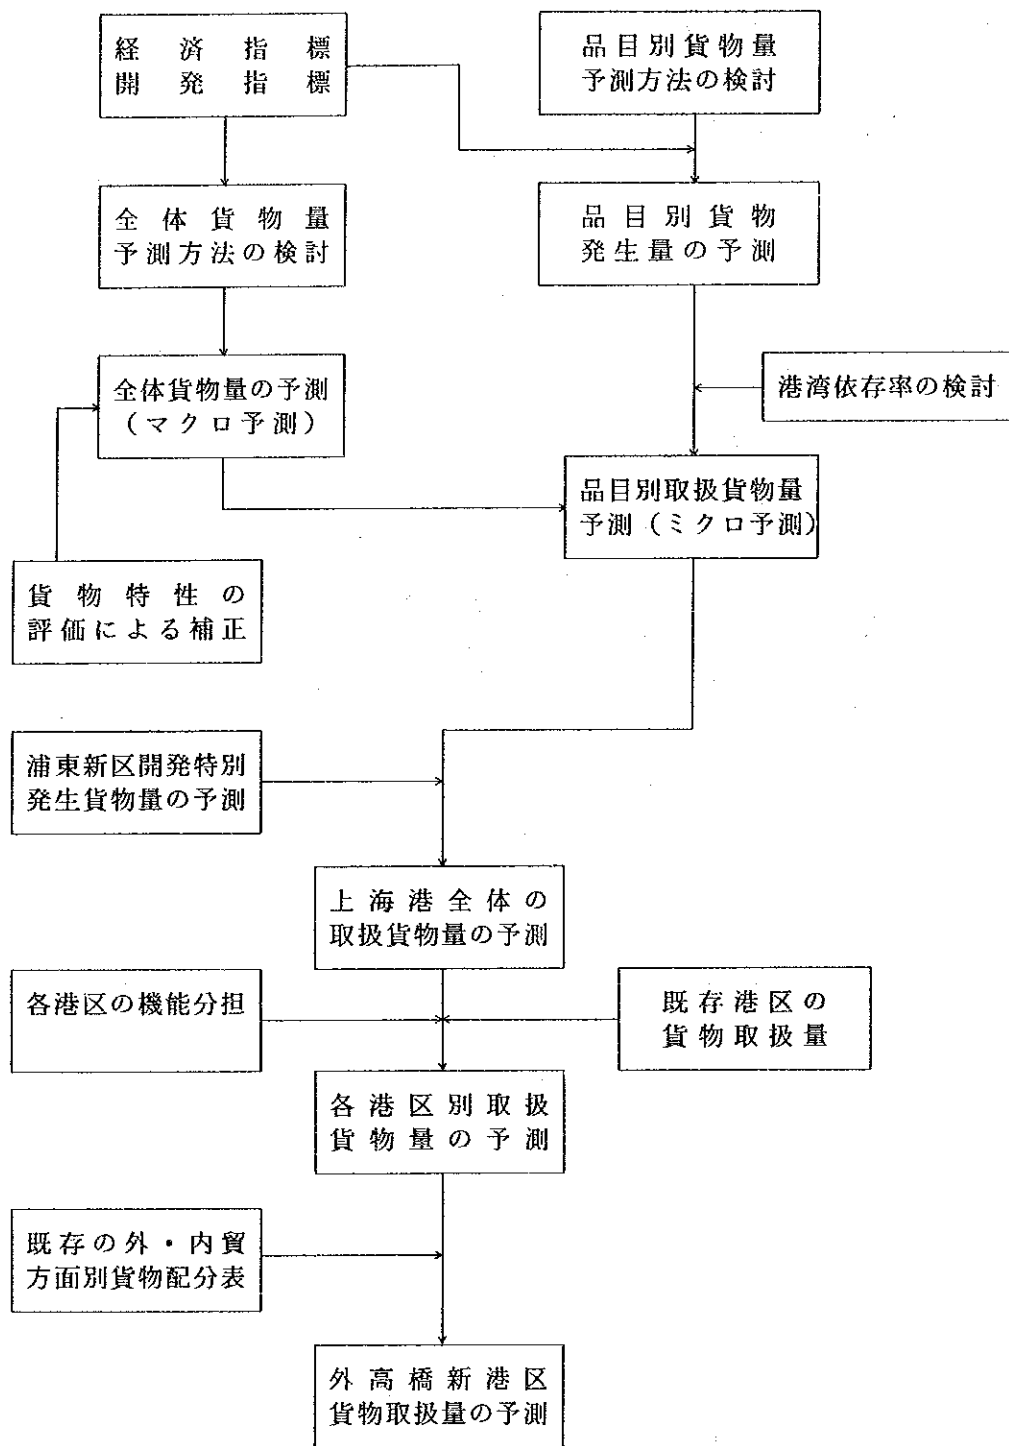 経済指標
開発指標
品目別貨物量
予測方法の検討
全体貨物量
予測方法の検討
品目別貨物
発生量の予測
全体貨物量の予測
(マクロ予測)
港湾依存率の検討
品目別取扱貨物量
予測(ミクロ予測)
貨物特性の
評価による補正
浦東新区開発特別
発生貨物量の予測
上海港全体の
取扱貨物量の予測
各港区の機能分担
既存港区の
貨物取扱量
各港区別取扱
貨物量の予測
既存の外・内貿
方面別貨物配分表
外高橋新港区
貨物取扱量の予測